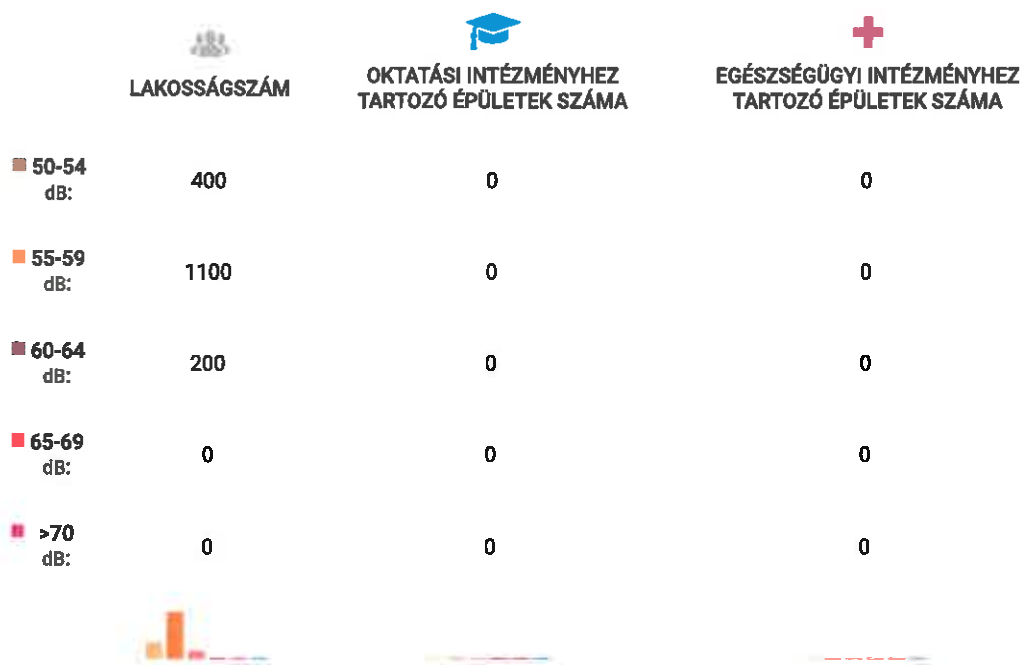 LAKOSSÁGSZÁM
OKTATÁSI INTÉZMÉNYHEZ
TARTOZÓ ÉPÜLETEK SZÁMA
EGÉSZSÉGÜGYI INTÉZMÉNYHEZ
TARTOZÓ ÉPÜLETEK SZÁMA
50-54
dB:
400 0 0
55-59
dB:
1100 0 0
60-64
dB:
200 0 0
65-69
dB:
0 0 0
>70
dB:
0 0 0